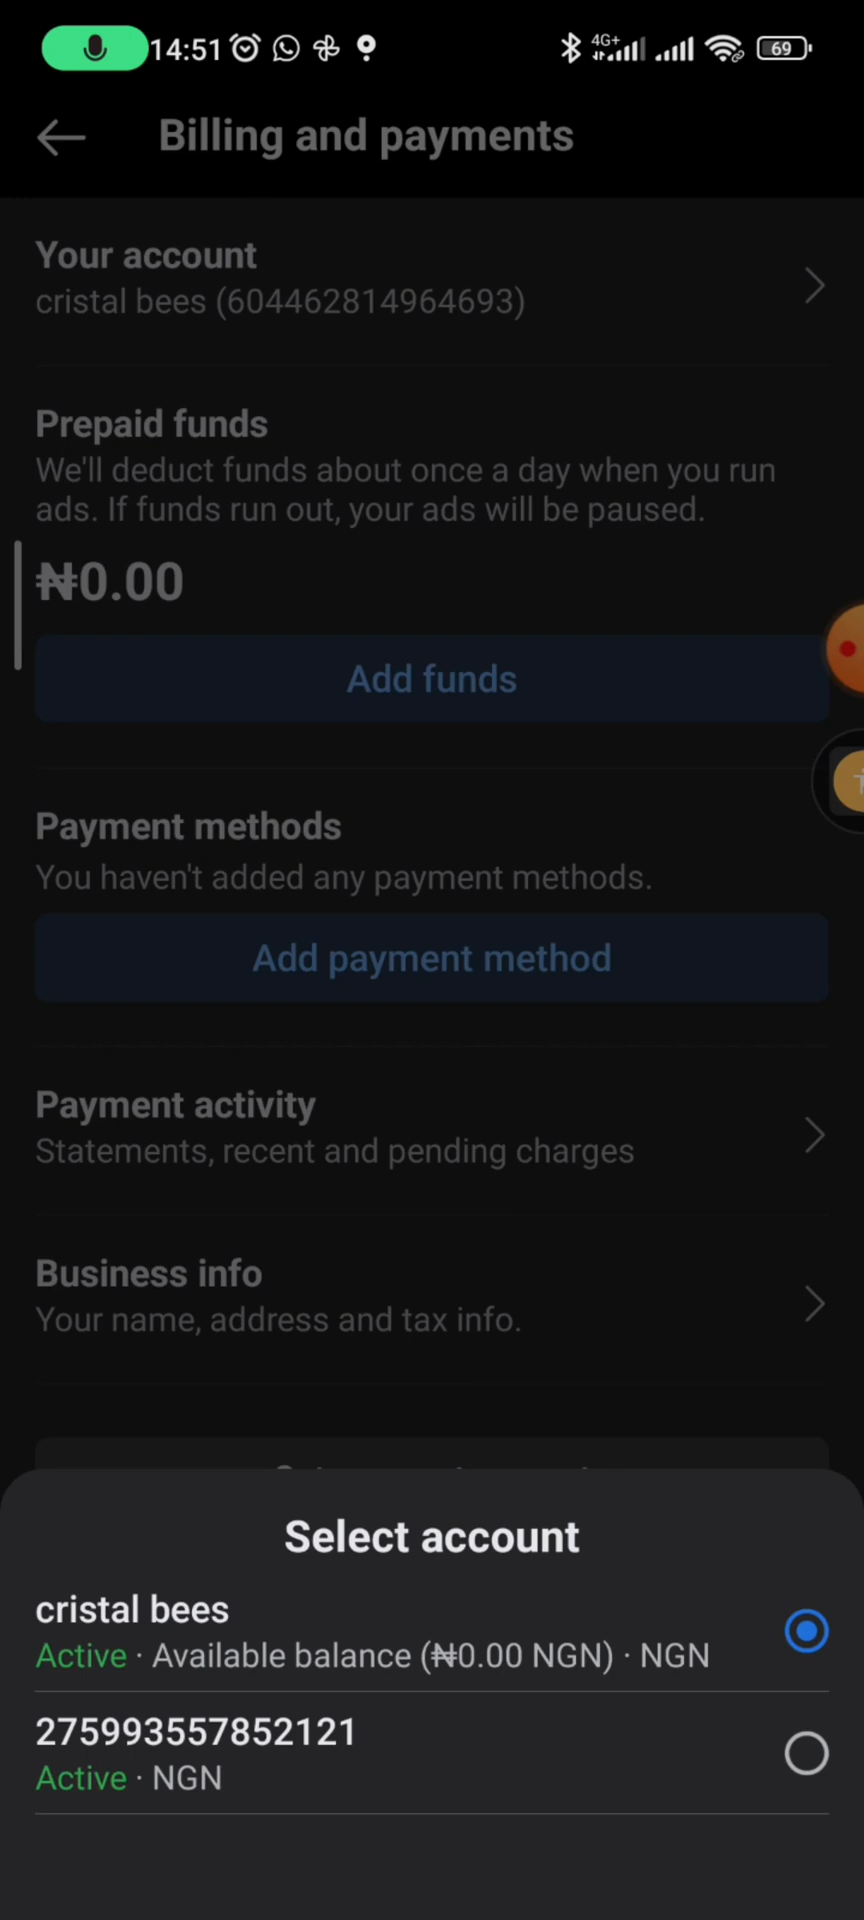 14:51
4G+
69
Billing and payments
Your account
cristal bees (604462814964693)
Prepaid funds
We'll deduct funds about once a day when you run
ads. If funds run out, your ads will be paused.
₦0.00
Add funds
Payment methods
You haven't added any payment methods.
Add payment method
Payment activity
Statements, recent and pending charges
Business info
Your name, address and tax info.
Select account
cristal bees
Active · Available balance (₦0.00 NGN) · NGN
275993557852121
Active · NGN